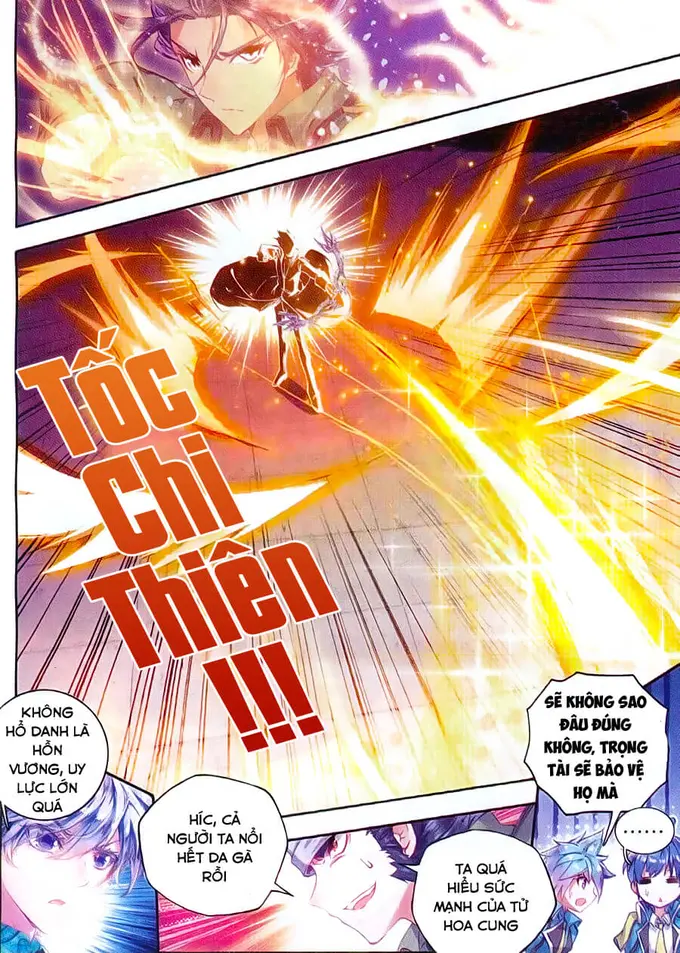 TỐC
CHI
THIÊN
!!!
KHÔNG
HỔ DANH LÀ
HỒN
VƯƠNG, UY
LỰC LỚN
QUÁ
HÍC, CẢ
NGƯỜI TA NỔI
HẾT DA GÀ
RỒI
TA QUÁ
HIỂU SỨC
MẠNH CỦA TỬ
HOA CUNG
SẼ KHÔNG SAO
ĐÂU ĐÚNG
KHÔNG, TRỌNG
TÀI SẼ BẢO VỆ
HỌ MÀ
......